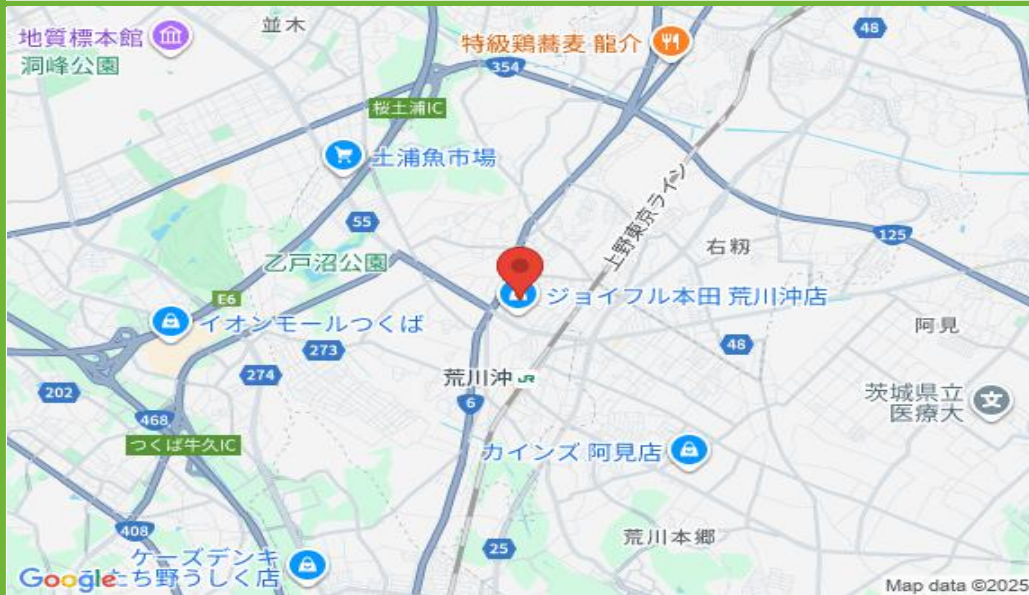 地質標本館
洞峰公園
並木
特級鶏蕎麦 龍介
48
354
桜土浦IC
土浦魚市場
上野東京ライン
55
右籾
125
乙戸沼公園
E6
ジョイフル本田 荒川沖店
イオンモールつくば
阿見
273
48
274
荒川沖 JR
202
6
茨城県立
医療大
468
つくば牛久IC
カインズ 阿見店
408
25
荒川本郷
ケーズデンキ
たち野うしく店
Google
Map data ©2025